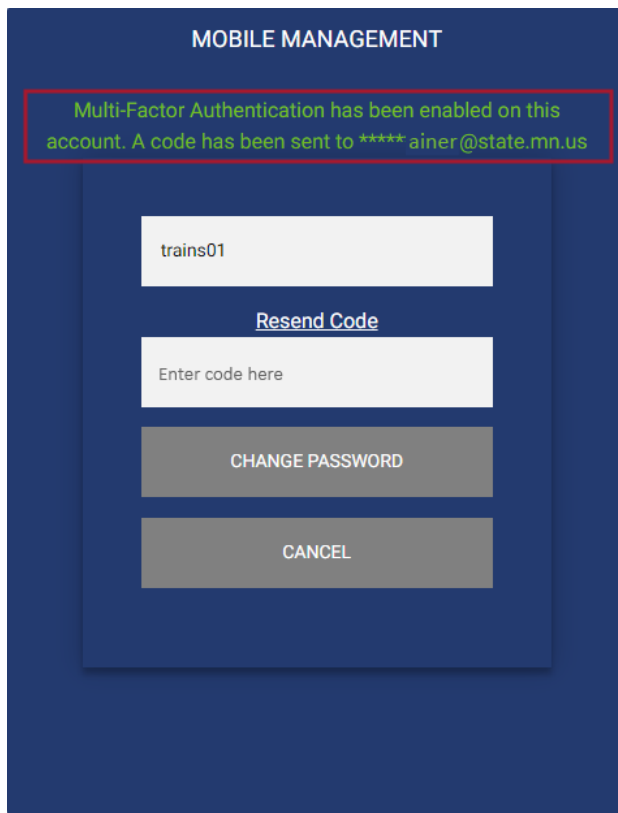 MOBILE MANAGEMENT
Multi-Factor Authentication has been enabled on this
account. A code has been sent to *****ainer@state.mn.us
trains01
Resend Code
Enter code here
CHANGE PASSWORD
CANCEL